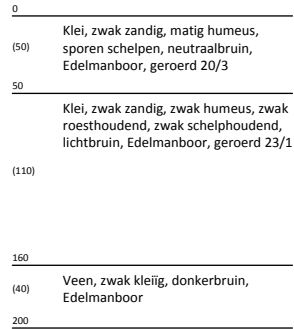 0
Klei, zwak zandig, matig humeus,
(50) sporen schelpen, neutraalbruin,
Edelmanboor, geroerd 20/3
50
Klei, zwak zandig, zwak humeus, zwak
roesthoudend, zwak schelphoudend,
lichtbruin, Edelmanboor, geroerd 23/1
(110)
160
Veen, zwak kleiïg, donkerbruin,
(40)
Edelmanboor
200